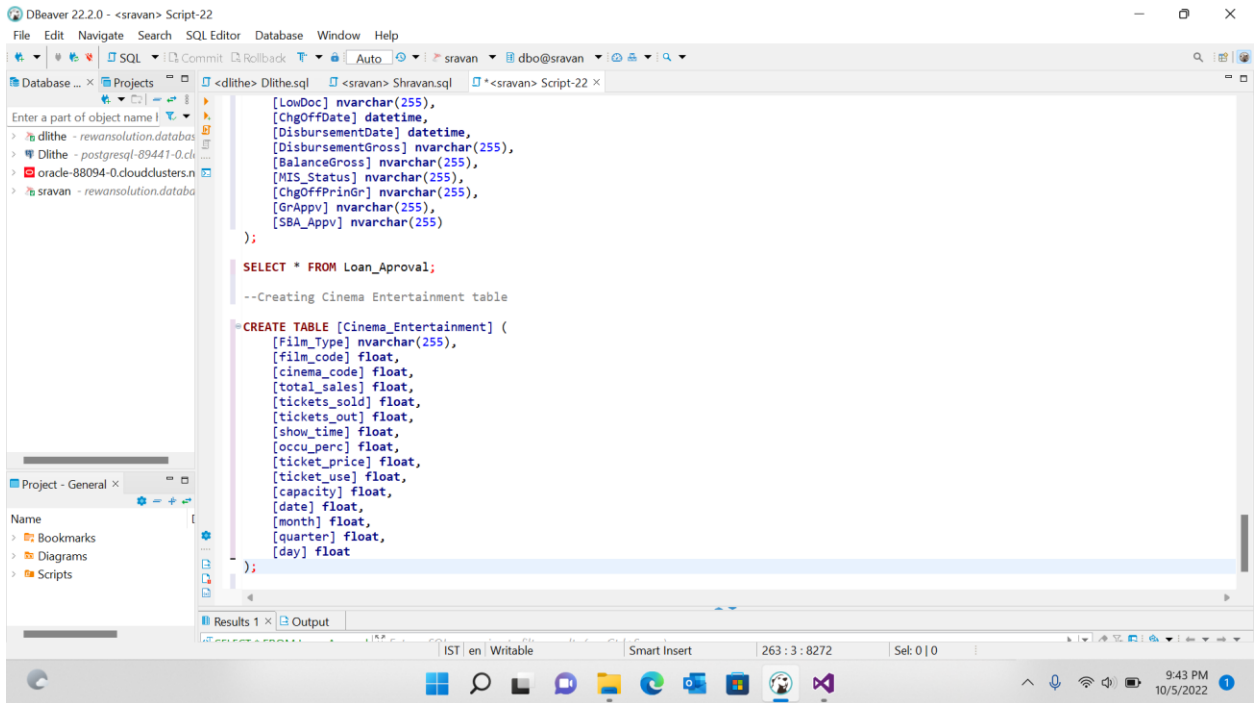 DBeaver 22.2.0 - <sravan> Script-22
File Edit Navigate Search SQL Editor Database Window Help
SQL Commit Rollback Auto sravan dbo@sravan
Database ... Projects <dlithe> Dlithe.sql <sravan> Shravan.sql *<sravan> Script-22
Enter a part of object name
dlithe - rewansolution.databas
Dlithe - postgresql-89441-0.clo
oracle-88094-0.cloudclusters.n
sravan - rewansolution.databa
[LowDoc] nvarchar(255),
[ChgOffDate] datetime,
[DisbursementDate] datetime,
[DisbursementGross] nvarchar(255),
[BalanceGross] nvarchar(255),
[MIS_Status] nvarchar(255),
[ChgOffPrinGr] nvarchar(255),
[GrAppv] nvarchar(255),
[SBA_Appv] nvarchar(255)
);
SELECT * FROM Loan_Aproval;
--Creating Cinema Entertainment table
CREATE TABLE [Cinema_Entertainment] (
[Film_Type] nvarchar(255),
[film_code] float,
[cinema_code] float,
[total_sales] float,
[tickets_sold] float,
[tickets_out] float,
[show_time] float,
[occu_perc] float,
[ticket_price] float,
[ticket_use] float,
[capacity] float,
[date] float,
[month] float,
[quarter] float,
[day] float
);
Project - General
Name
Bookmarks
Diagrams
Scripts
Results 1 Output
IST en Writable Smart Insert 263 : 3 : 8272 Sel: 0 | 0
9:43 PM
10/5/2022
1